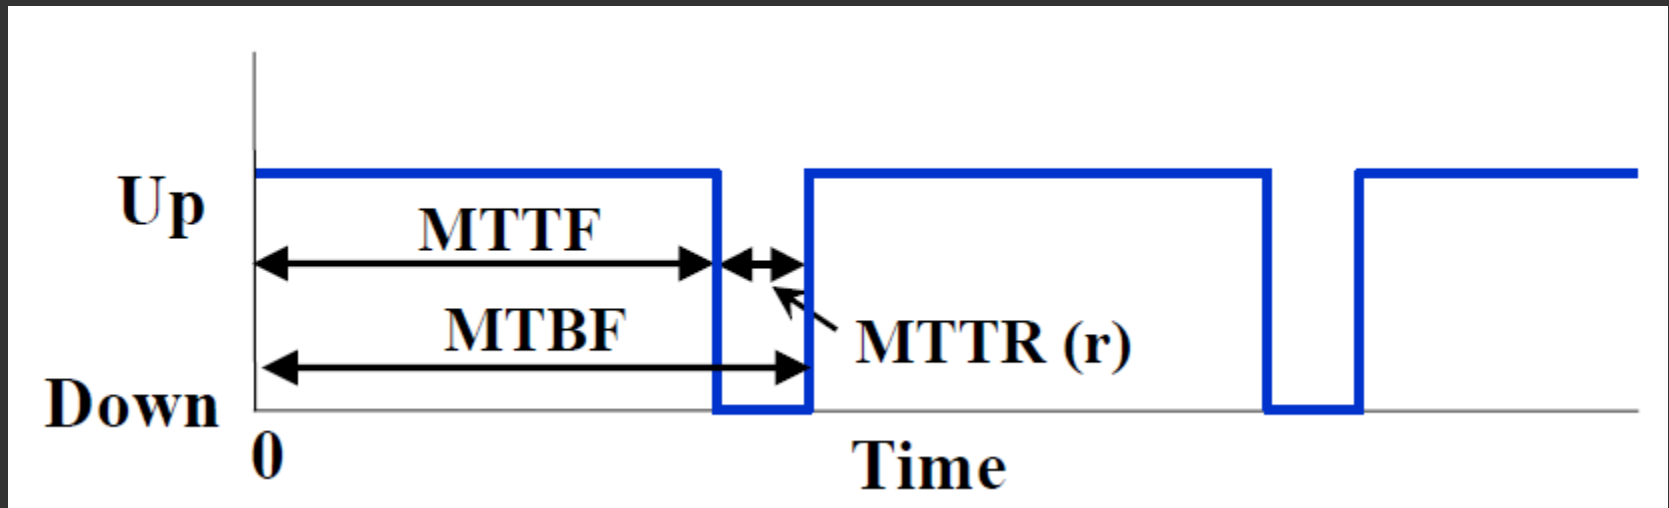 Up
MTTF
MTBF
MTTR (r)
Down
0
Time